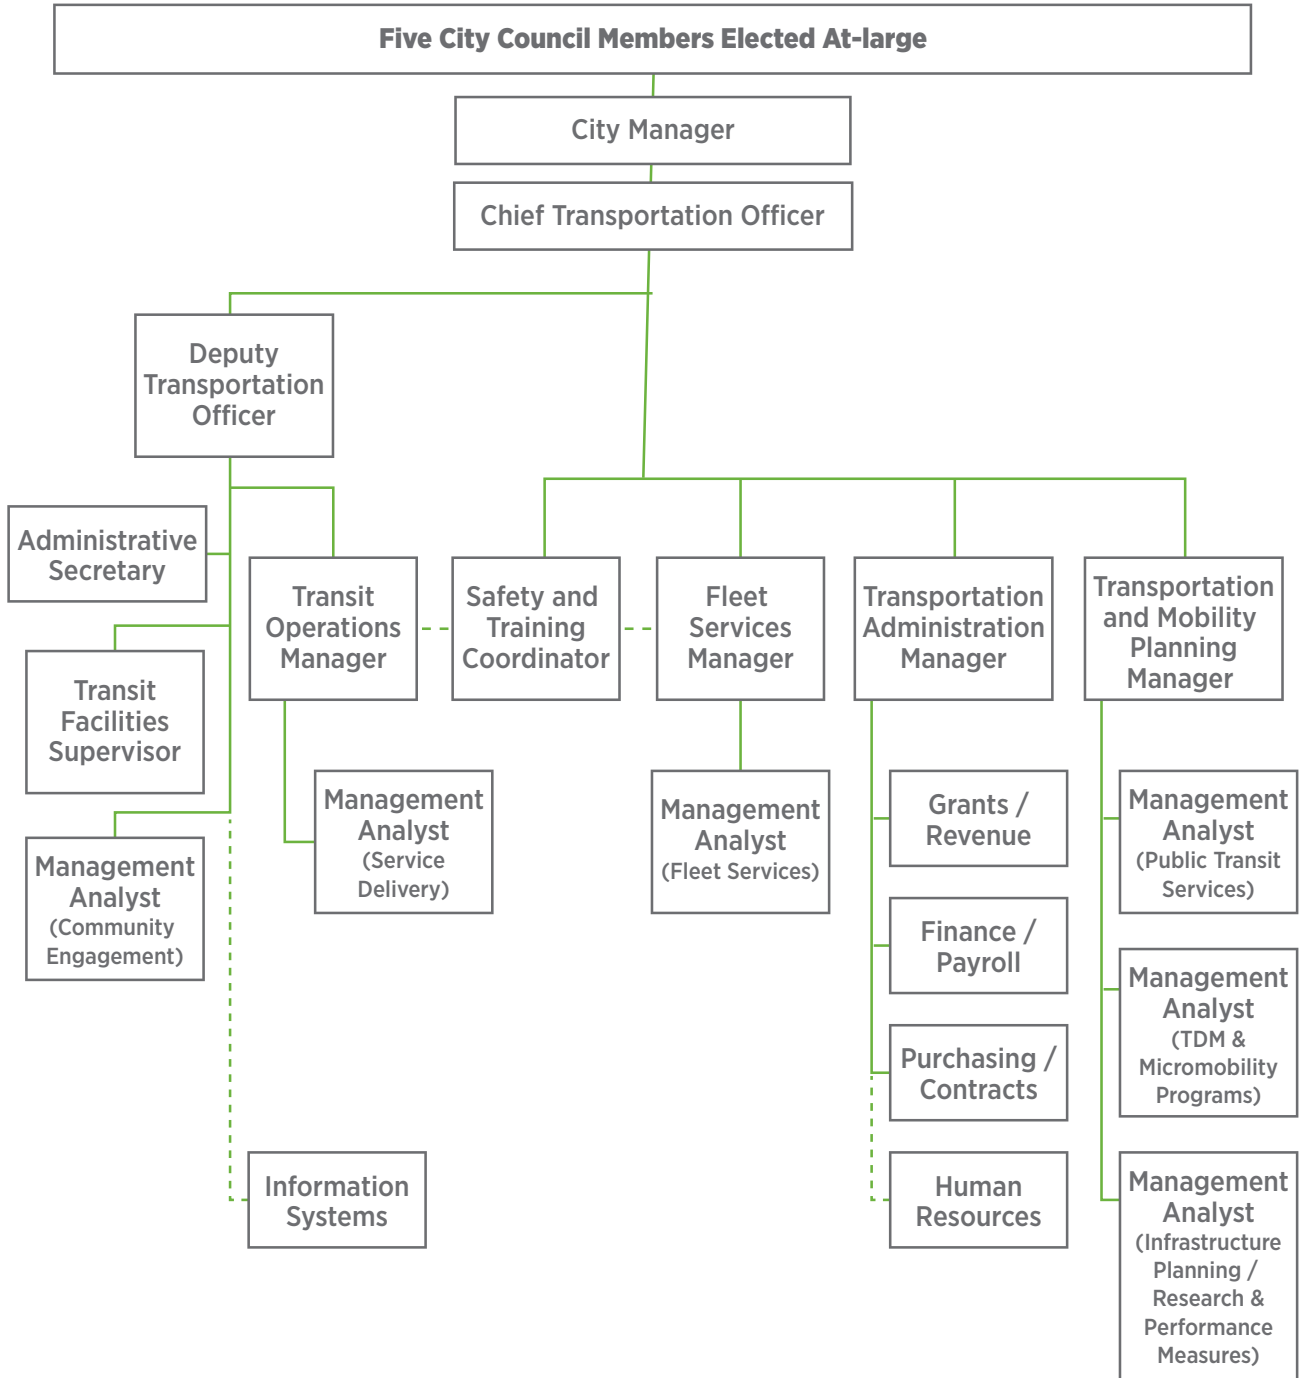 Five City Council Members Elected At-large
City Manager
Chief Transportation Officer
Deputy
Transportation
Officer
Administrative
Secretary
Transit
Operations
Manager
Safety and
Training
Coordinator
Fleet
Services
Manager
Transportation
Administration
Manager
Transportation
and Mobility
Planning
Manager
Transit
Facilities
Supervisor
Management
Analyst
(Community
Engagement)
Management
Analyst
(Service
Delivery)
Management
Analyst
(Fleet Services)
Grants /
Revenue
Finance /
Payroll
Purchasing /
Contracts
Human
Resources
Management
Analyst
(Public Transit
Services)
Management
Analyst
(TDM &
Micromobility
Programs)
Management
Analyst
(Infrastructure
Planning /
Research &
Performance
Measures)
Information
Systems